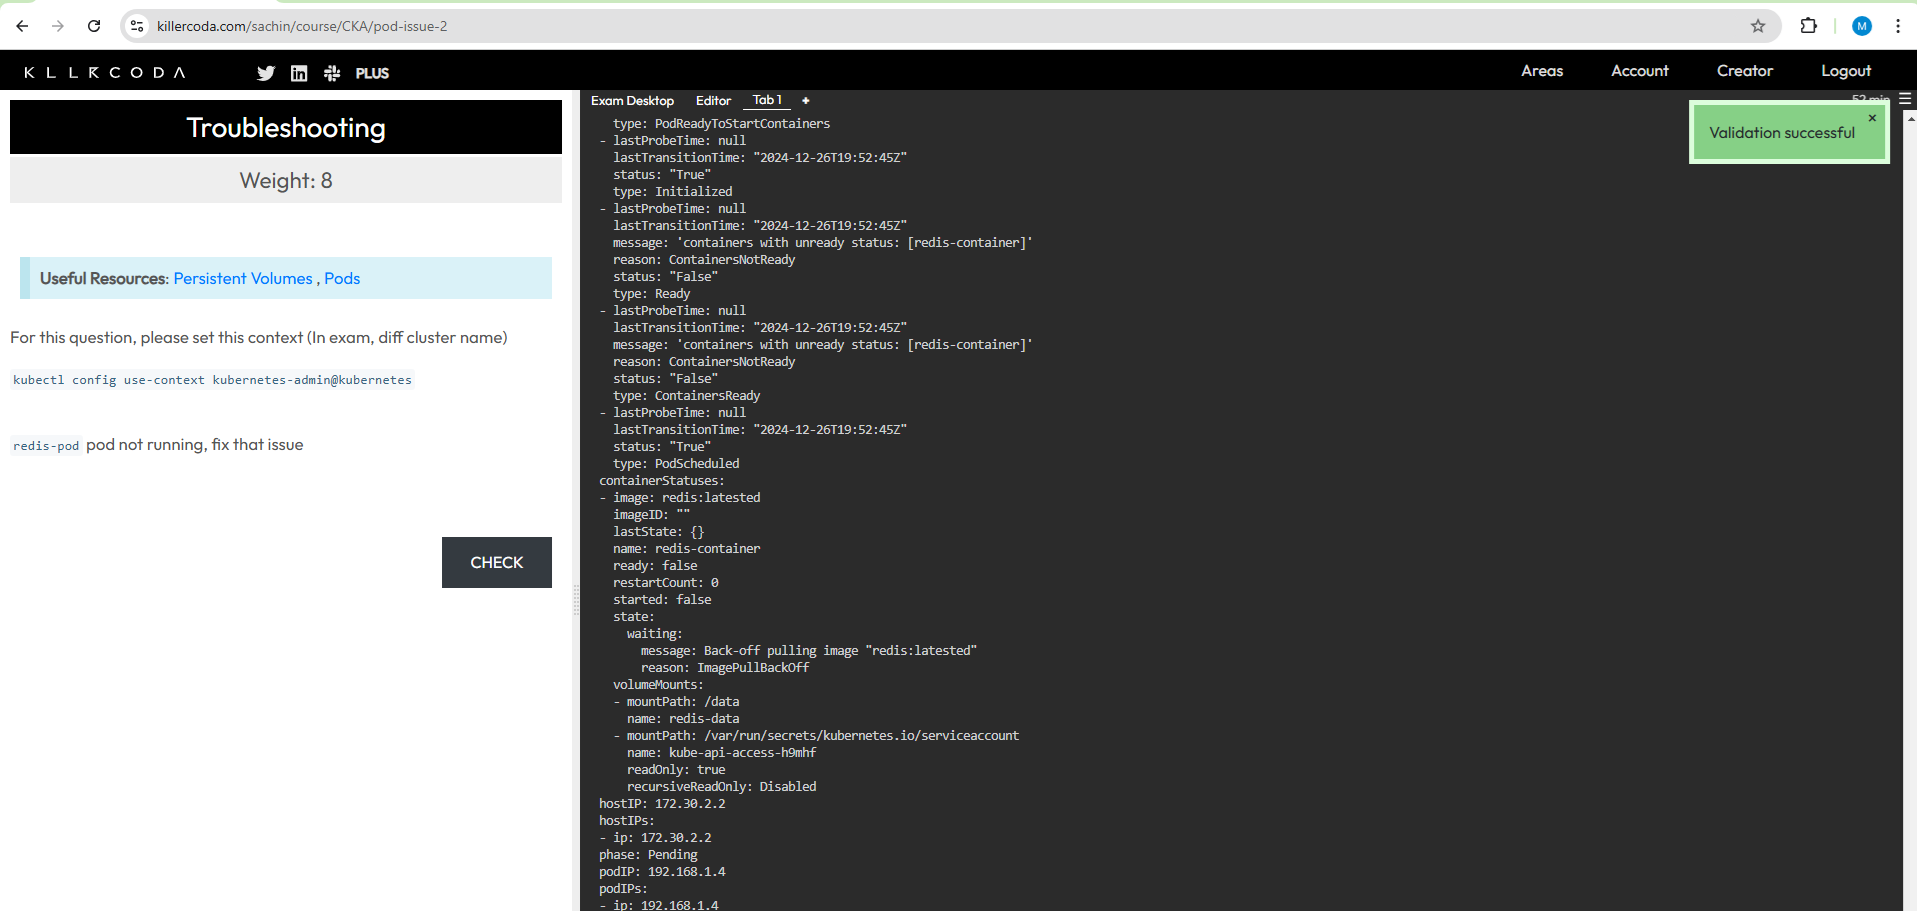 killercoda.com/sachin/course/CKA/pod-issue-2
M
KLLRCODA
PLUS
Areas
Account
Creator
Logout
Troubleshooting
Weight: 8
Useful Resources: Persistent Volumes , Pods
For this question, please set this context (In exam, diff cluster name)
kubectl config use-context kubernetes-admin@kubernetes
redis-pod pod not running, fix that issue
CHECK
Exam Desktop
Editor
Tab 1
+
52 min
Validation successful
×
type: PodReadyToStartContainers
- lastProbeTime: null
lastTransitionTime: "2024-12-26T19:52:45Z"
status: "True"
type: Initialized
- lastProbeTime: null
lastTransitionTime: "2024-12-26T19:52:45Z"
message: 'containers with unready status: [redis-container]'
reason: ContainersNotReady
status: "False"
type: Ready
- lastProbeTime: null
lastTransitionTime: "2024-12-26T19:52:45Z"
message: 'containers with unready status: [redis-container]'
reason: ContainersNotReady
status: "False"
type: ContainersReady
- lastProbeTime: null
lastTransitionTime: "2024-12-26T19:52:45Z"
status: "True"
type: PodScheduled
containerStatuses:
- image: redis:latested
imageID: ""
lastState: {}
name: redis-container
ready: false
restartCount: 0
started: false
state:
waiting:
message: Back-off pulling image "redis:latested"
reason: ImagePullBackOff
volumeMounts:
- mountPath: /data
name: redis-data
- mountPath: /var/run/secrets/kubernetes.io/serviceaccount
name: kube-api-access-h9mhf
readOnly: true
recursiveReadOnly: Disabled
hostIP: 172.30.2.2
hostIPs:
- ip: 172.30.2.2
phase: Pending
podIP: 192.168.1.4
podIPs:
- ip: 192.168.1.4